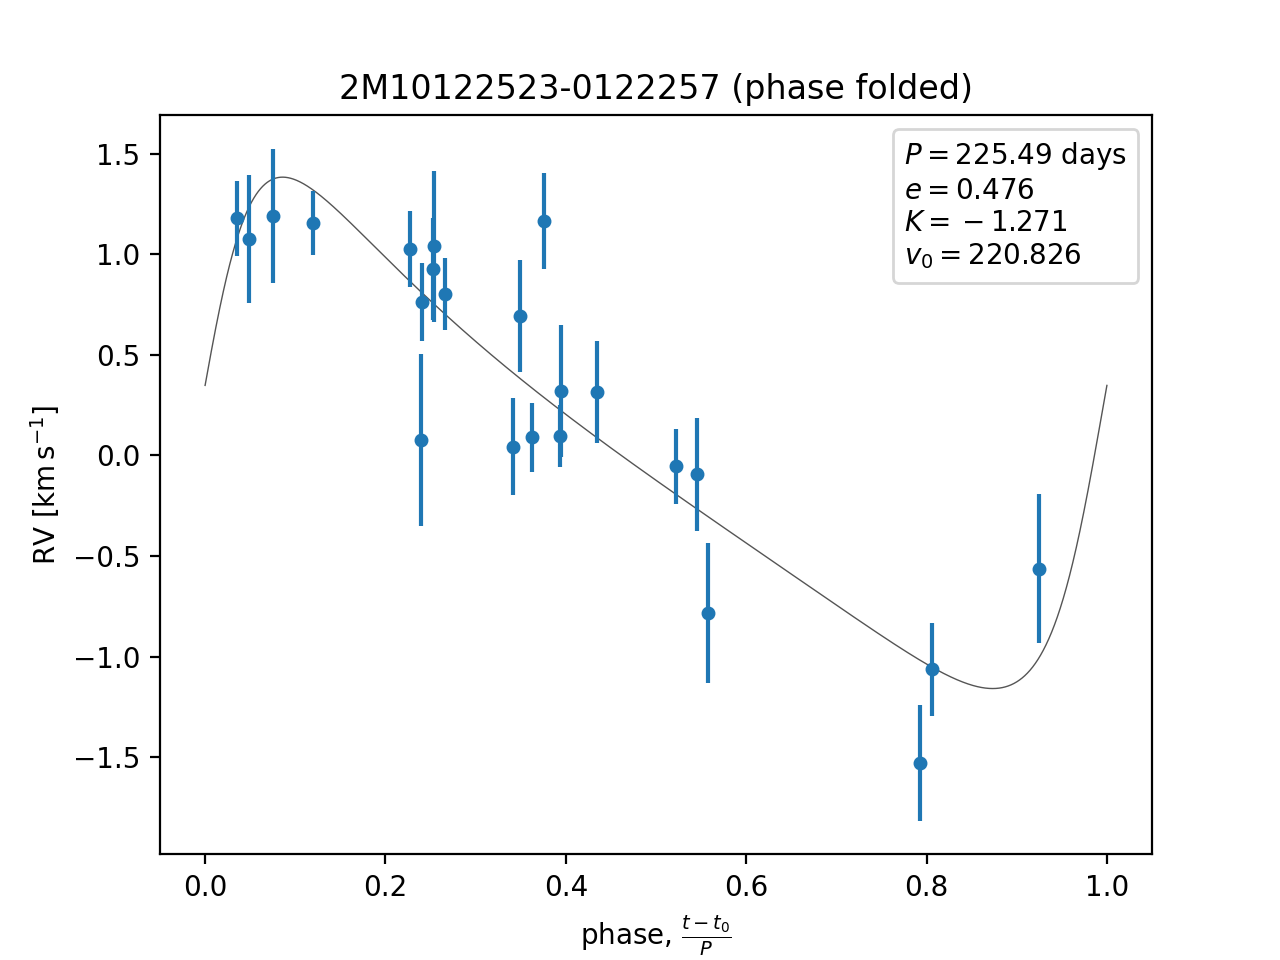 2M10122523-0122257 (phase folded)
P = 225.49 days
e = 0.476
K = −1.271
v₀ = 220.826
RV [km s⁻¹]
1.5
1.0
0.5
0.0
−0.5
−1.0
−1.5
0.0 0.2 0.4 0.6 0.8 1.0
phase, (t − t₀)/P